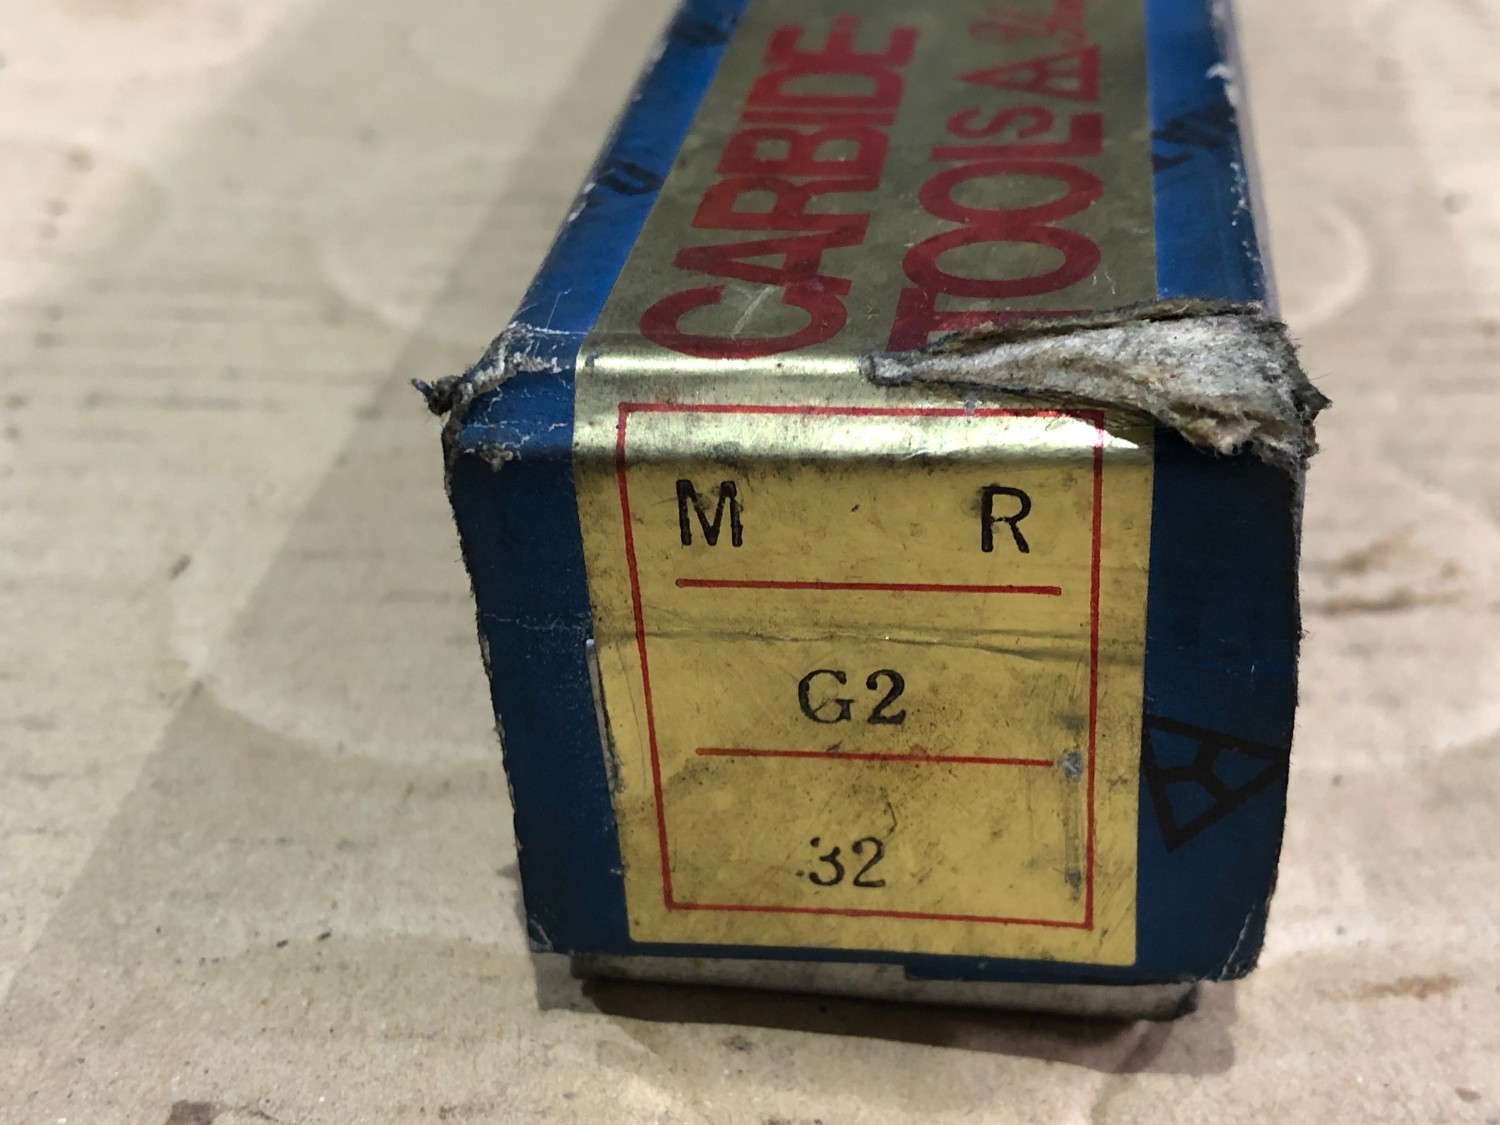 CARBIDE
TOOLS
M R
G2
32